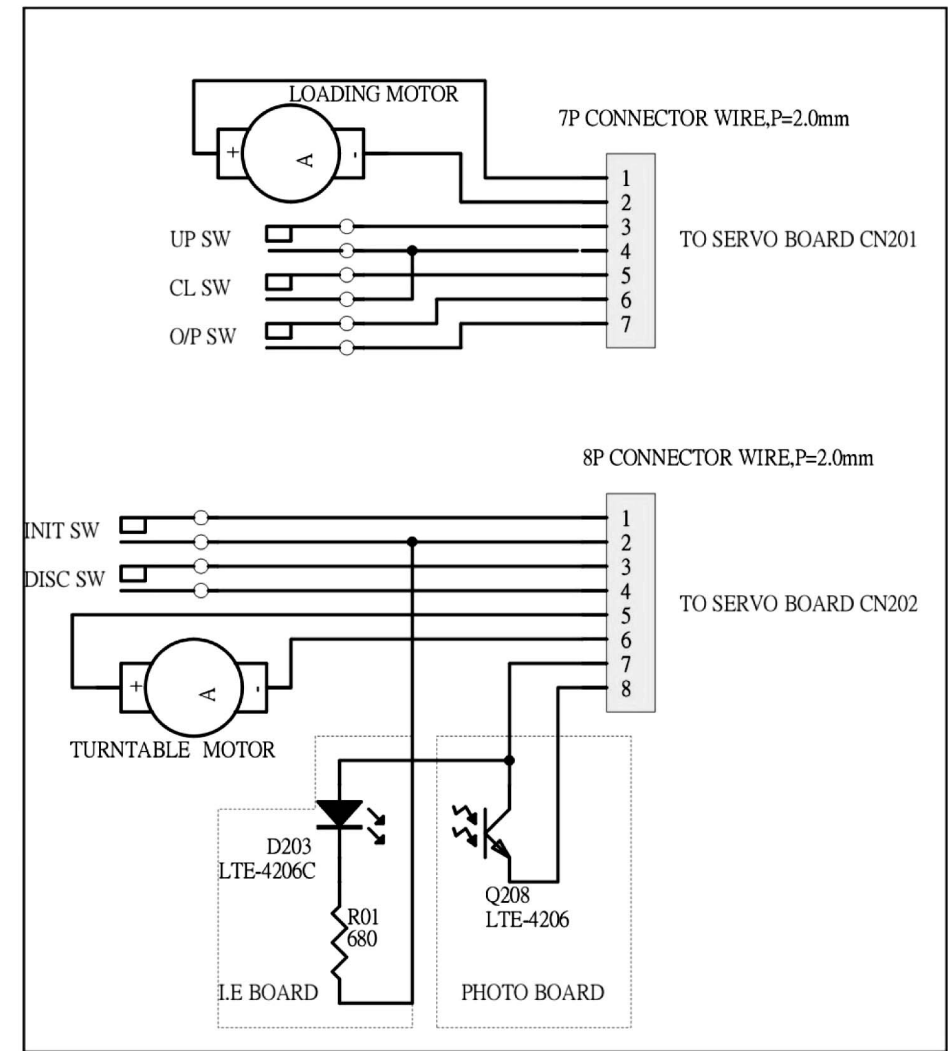 LOADING MOTOR
7P CONNECTOR WIRE,P=2.0mm
+ A -
1
2
UP SW
3
4
TO SERVO BOARD CN201
CL SW
5
6
O/P SW
7
8P CONNECTOR WIRE,P=2.0mm
INIT SW
1
2
DISC SW
3
4
TO SERVO BOARD CN202
5
6
+ A -
7
8
TURNTABLE MOTOR
D203
LTE-4206C
Q208
LTE-4206
R01
680
I.E BOARD
PHOTO BOARD